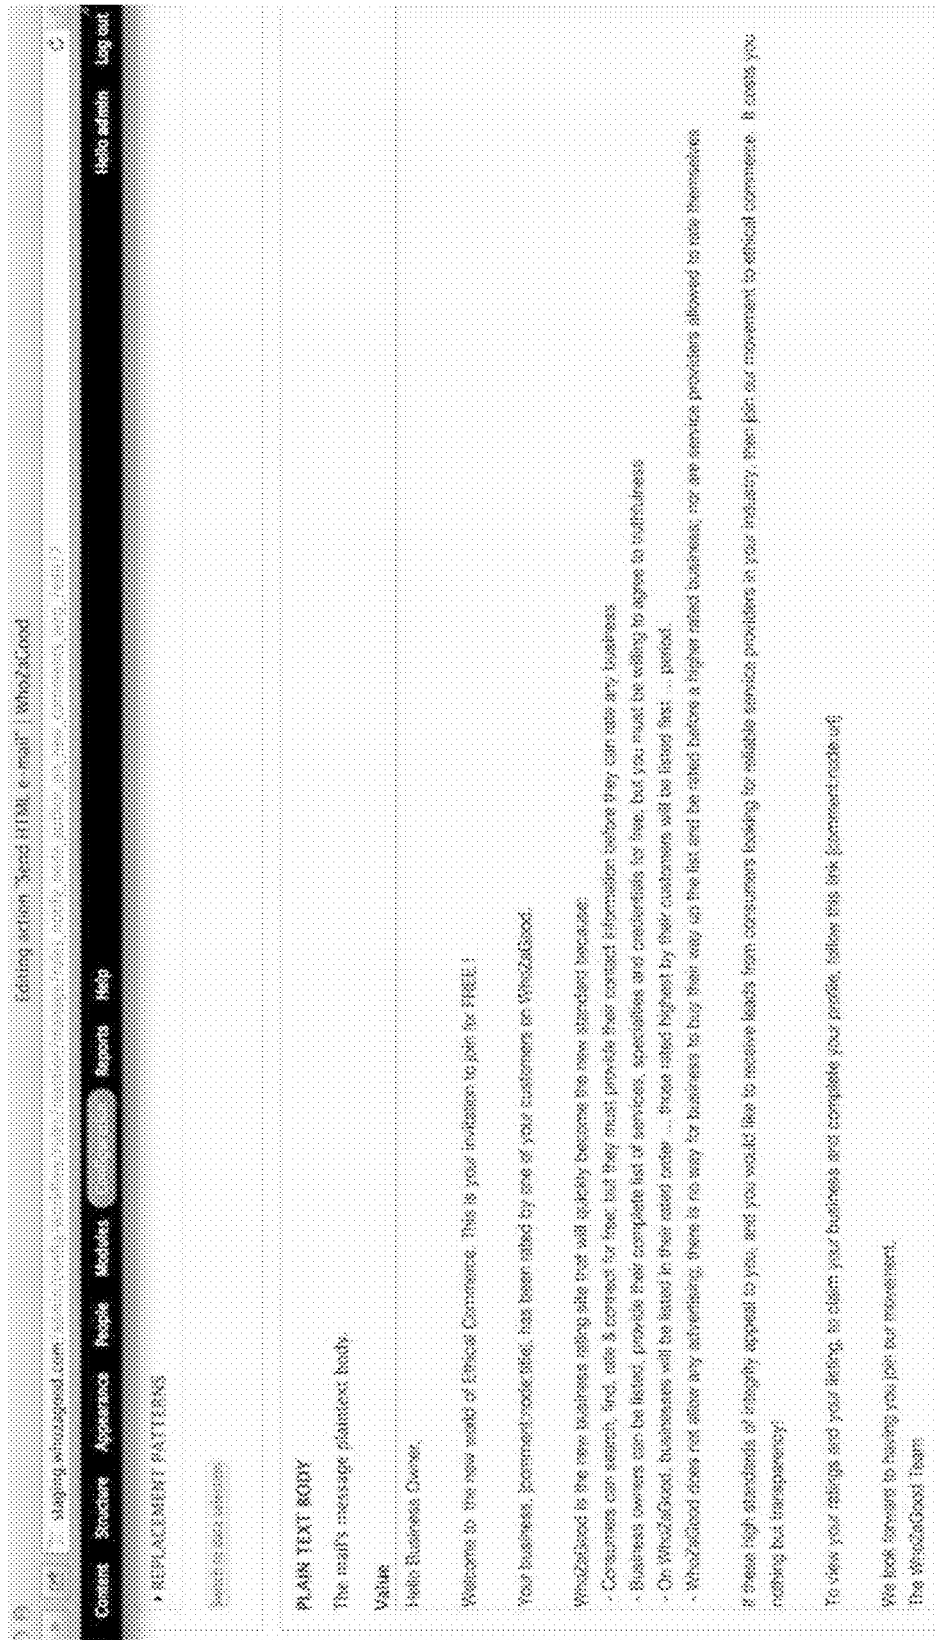 Editing action "Send HTML e-mail" | Who2aGood
staging.whozagood.com
Content Structure Appearance People Modules Reports Help Hello admin Log out
▸ REPLACEMENT PATTERNS
Switch to data selection
PLAIN TEXT BODY
The mail's message plaintext body.
Value
Hello Business Owner,
Welcome to the new world of Ethical Commerce. This is your invitation to join for FREE !
Your business, [comment:node:title], has been rated by one of your customers on Who2aGood.
Who2aGood is the new business rating site that will quickly become the new standard because:
- Consumers can search, find, rate & connect for free; but they must provide their contact information before they can rate any business
- Business owners can be listed, provide their complete list of services, specialties and credentials for free, but you must be willing to agree to truthfulness
- On Who2aGood, businesses will be listed in their rated order ... those rated highest by their customers will be listed first ... period.
- Who2aGood does not allow any advertising, there is no way for business to buy their way up the list and be rated before a higher rated business; nor are service providers allowed to rate themselves
If these high standards of integrity appeal to you, and you would like to receive leads from consumers looking for reliable service providers in your industry, then join our movement to ethical commerce. It costs you
nothing but transparency!
To view your ratings and your listing, to claim your business and complete your profile, follow this link [comment:node:url]
We look forward to having you join our movement,
The Who2aGood Team